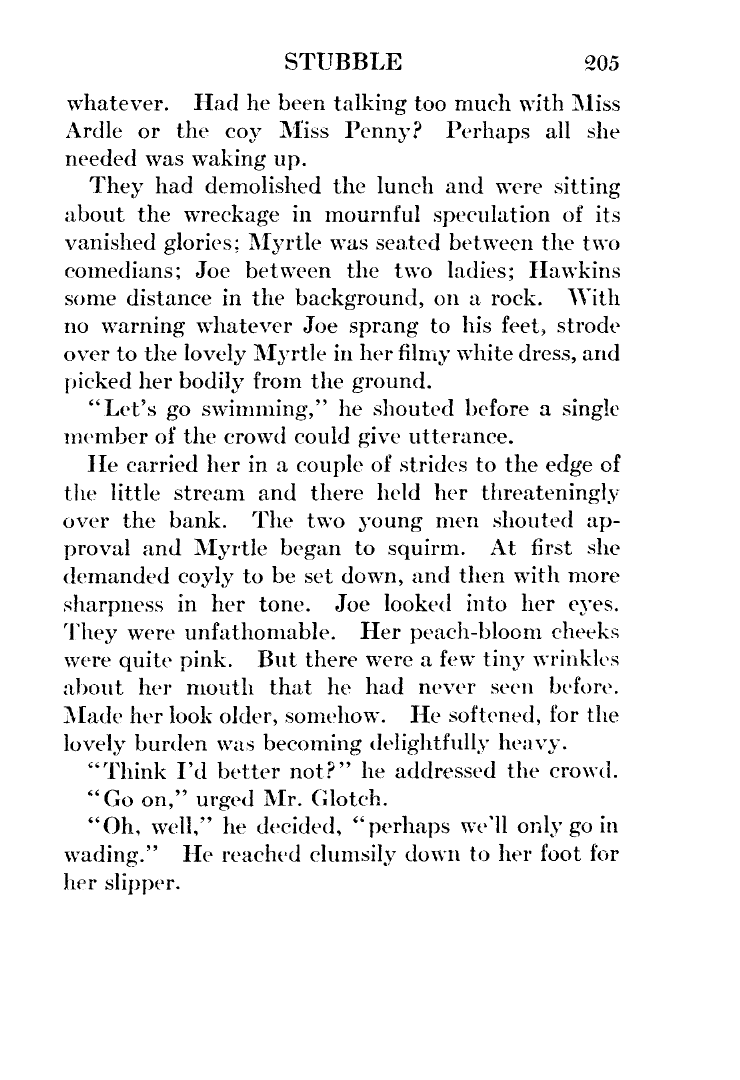 STUBBLE 205
whatever. Had he been talking too much with Miss
Ardle or the coy Miss Penny? Perhaps all she
needed was waking up.
They had demolished the lunch and were sitting
about the wreckage in mournful speculation of its
vanished glories; Myrtle was seated between the two
comedians; Joe between the two ladies; Hawkins
some distance in the background, on a rock. With
no warning whatever Joe sprang to his feet, strode
over to the lovely Myrtle in her filmy white dress, and
picked her bodily from the ground.
“Let's go swimming,” he shouted before a single
member of the crowd could give utterance.
He carried her in a couple of strides to the edge of
the little stream and there held her threateningly
over the bank. The two young men shouted ap-
proval and Myrtle began to squirm. At first she
demanded coyly to be set down, and then with more
sharpness in her tone. Joe looked into her eyes.
They were unfathomable. Her peach-bloom cheeks
were quite pink. But there were a few tiny wrinkles
about her mouth that he had never seen before.
Made her look older, somehow. He softened, for the
lovely burden was becoming delightfully heavy.
“Think I'd better not?” he addressed the crowd.
“Go on,” urged Mr. Glotch.
“Oh, well,” he decided, “perhaps we'll only go in
wading.” He reached clumsily down to her foot for
her slipper.